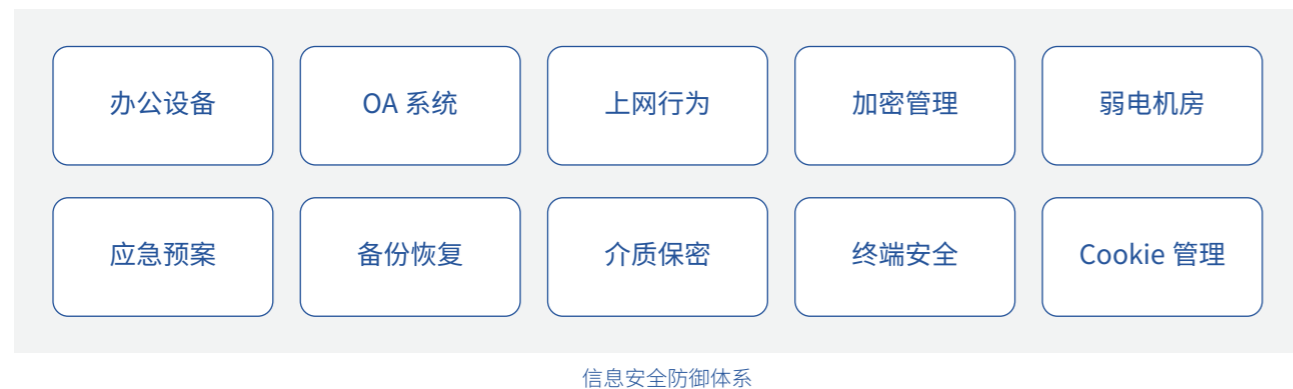 办公设备
OA 系统
上网行为
加密管理
弱电机房
应急预案
备份恢复
介质保密
终端安全
Cookie 管理
信息安全防御体系